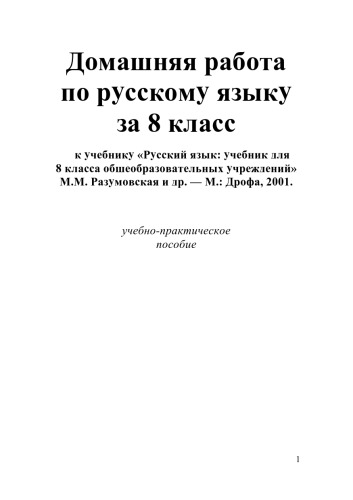 Домашняя работа
по русскому языку
за 8 класс
к учебнику «Русский язык: учебник для
8 класса общеобразовательных учреждений»
М.М. Разумовская и др. — М.: Дрофа, 2001.
учебно-практическое
пособие
1